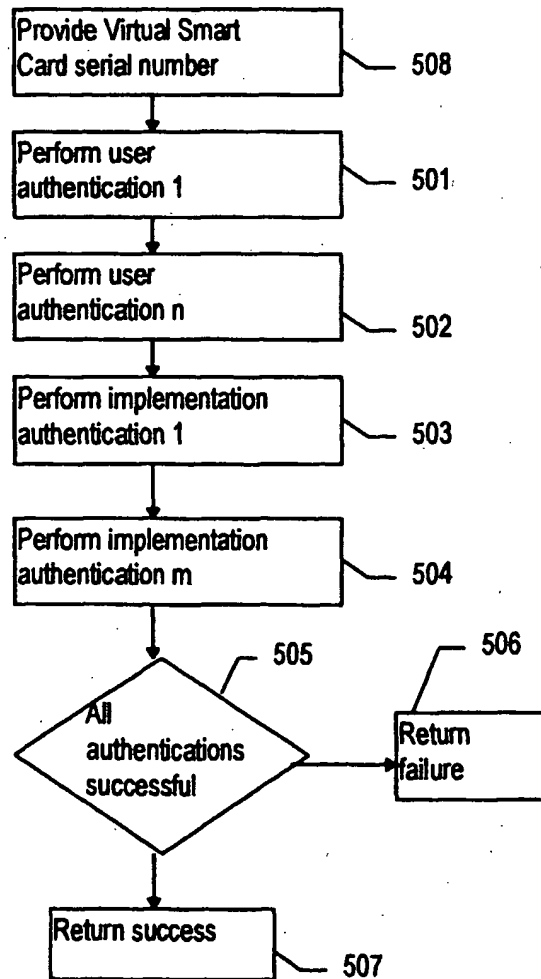 Provide Virtual Smart
Card serial number
508
Perform user
authentication 1
501
Perform user
authentication n
502
Perform implementation
authentication 1
503
Perform implementation
authentication m
504
505
All
authentications
successful
506
Return
failure
Return success
507